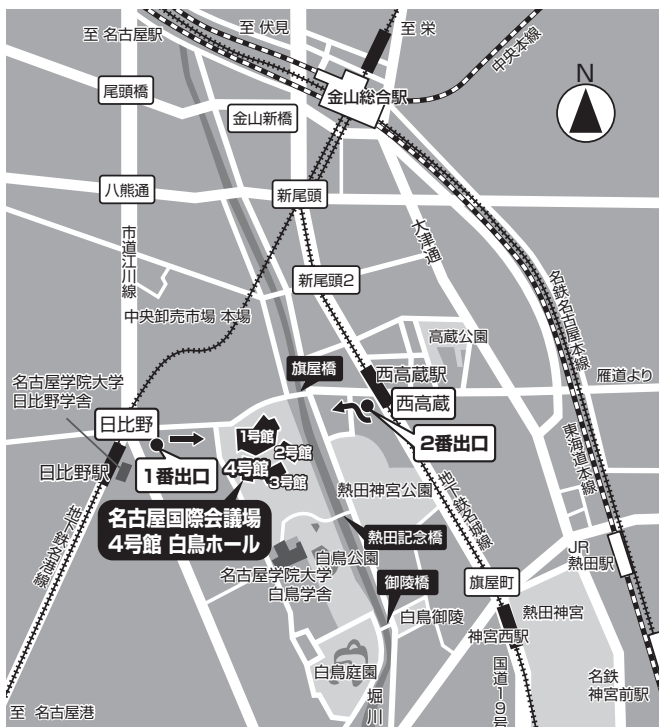 至 名古屋駅
至 伏見
至 栄
中央本線
N
尾頭橋
金山総合駅
金山新橋
八熊通
新尾頭
市道江川線
大津通
新尾頭2
名鉄名古屋本線
中央卸売市場 本場
高蔵公園
旗屋橋
西高蔵駅
雁道より
名古屋学院大学
日比野学舎
西高蔵
日比野
1号館
2号館
2番出口
1番出口
4号館
3号館
東海道本線
日比野駅
名古屋国際会議場
4号館 白鳥ホール
熱田神宮公園
地下鉄名城線
地下鉄名港線
熱田記念橋
JR
熱田駅
白鳥公園
名古屋学院大学
白鳥学舎
御陵橋
旗屋町
白鳥御陵
熱田神宮
神宮西駅
白鳥庭園
堀川
国道19号
名鉄
神宮前駅
至 名古屋港